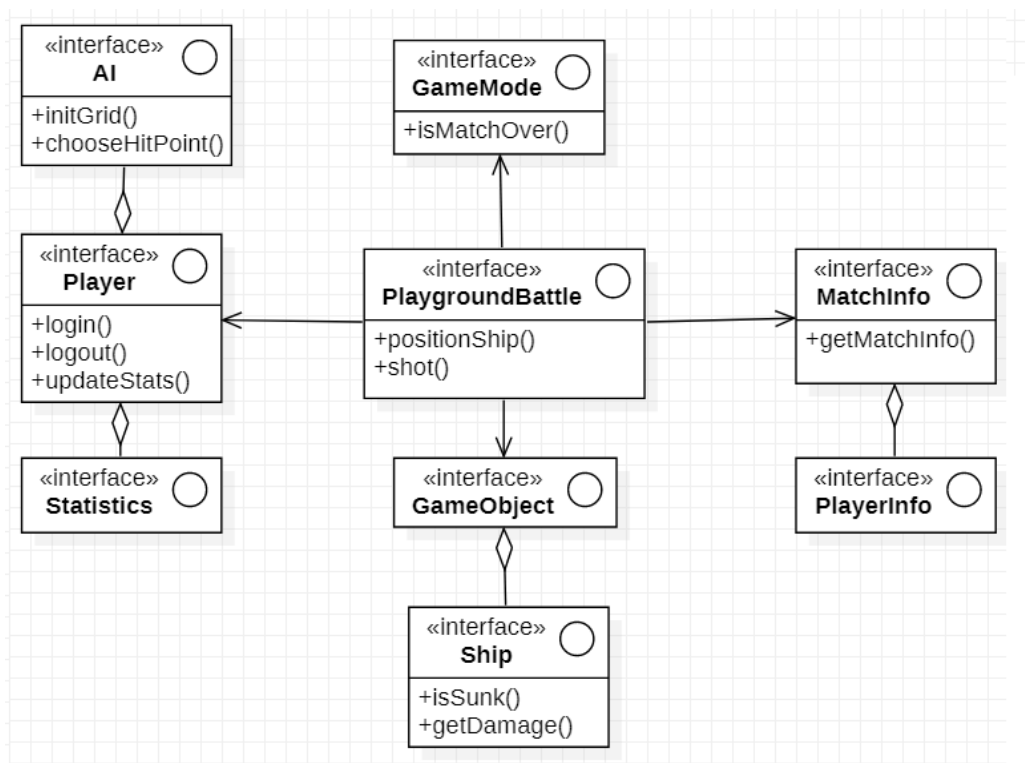 «interface»
AI
+initGrid()
+chooseHitPoint()
«interface»
GameMode
+isMatchOver()
«interface»
Player
+login()
+logout()
+updateStats()
«interface»
PlaygroundBattle
+positionShip()
+shot()
«interface»
MatchInfo
+getMatchInfo()
«interface»
Statistics
«interface»
GameObject
«interface»
PlayerInfo
«interface»
Ship
+isSunk()
+getDamage()